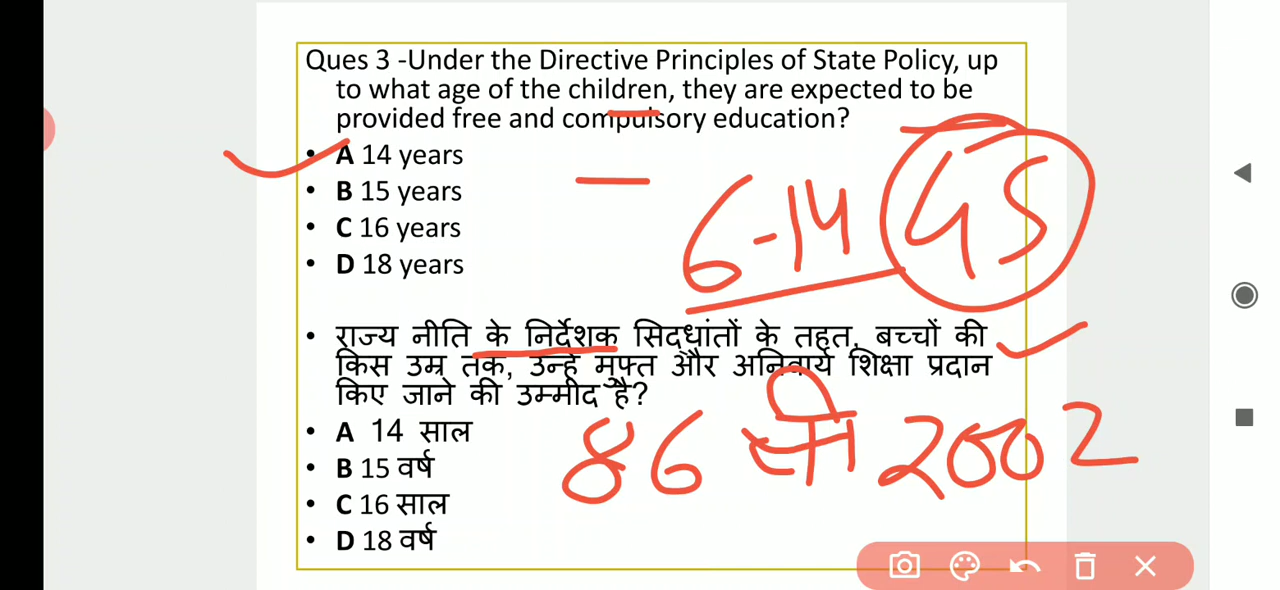 Ques 3 -Under the Directive Principles of State Policy, up
to what age of the children, they are expected to be
provided free and compulsory education?
• A 14 years
• B 15 years
• C 16 years
• D 18 years
6-14
45
• राज्य नीति के निर्देशक सिद्धांतों के तहत, बच्चों की
किस उम्र तक, उन्हें मुफ्त और अनिवार्य शिक्षा प्रदान
किए जाने की उम्मीद है?
• A 14 साल
• B 15 वर्ष
• C 16 साल
• D 18 वर्ष
86 वी 2002